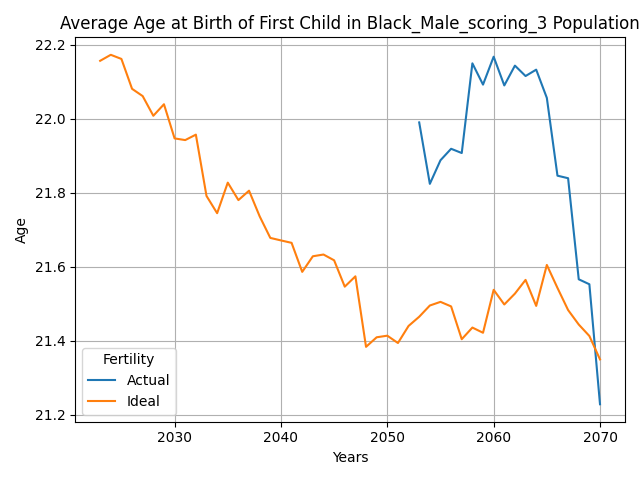 Average Age at Birth of First Child in Black_Male_scoring_3 Population
22.2
22.0
21.8
21.6
21.4
21.2
Age
Fertility
Actual
Ideal
2030 2040 2050 2060 2070
Years